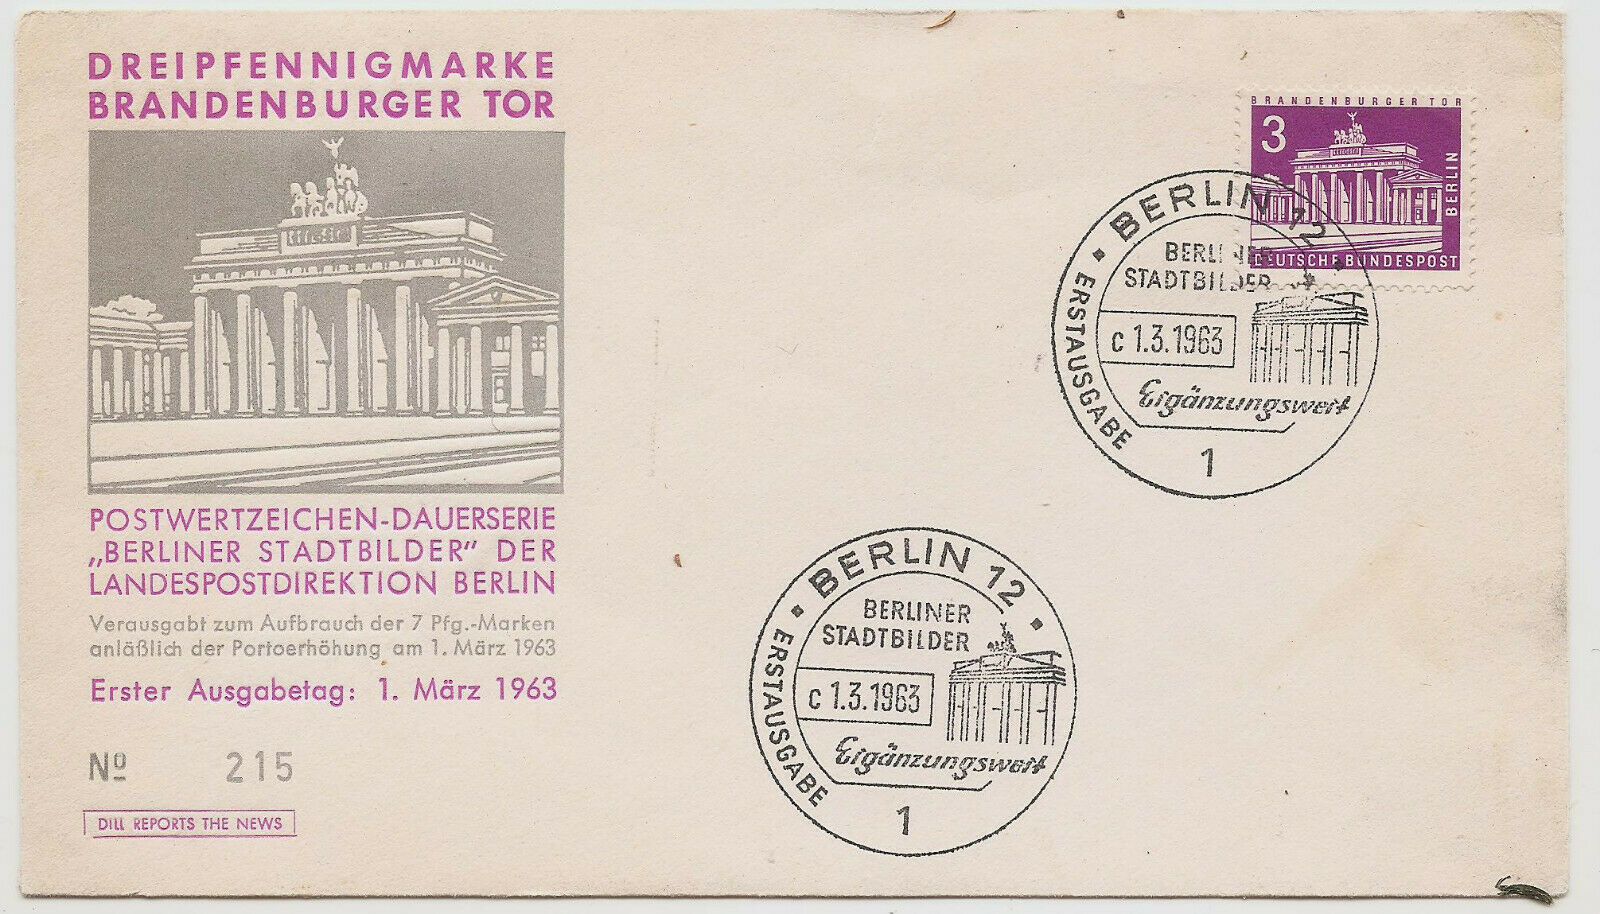 DREIPFENNIGMARKE
BRANDENBURGER TOR
POSTWERTZEICHEN-DAUERSERIE
„BERLINER STADTBILDER" DER
LANDESPOSTDIREKTION BERLIN
Verausgabt zum Aufbrauch der 7 Pfg.-Marken
anläßlich der Portoerhöhung am 1. März 1963
Erster Ausgabetag: 1. März 1963
Nº 215
DILL REPORTS THE NEWS
BRANDENBURGER TOR
3
BERLIN
DEUTSCHE BUNDESPOST
BERLIN 12
BERLINER
STADTBILDER
c 1.3.1963
Ergänzungswert
ERSTAUSGABE
1
BERLIN 12
BERLINER
STADTBILDER
c 1.3.1963
Ergänzungswert
ERSTAUSGABE
1